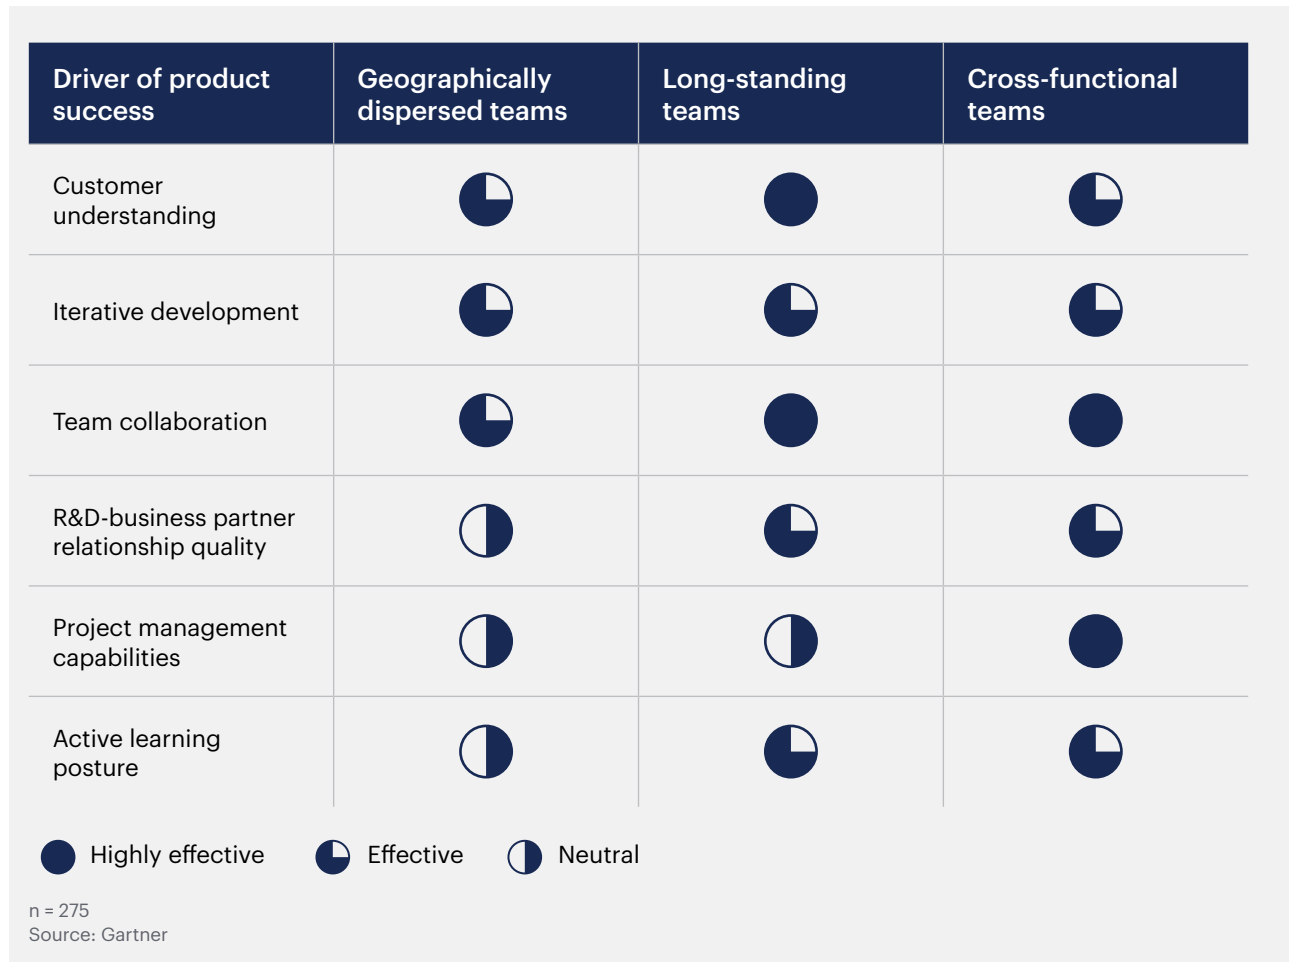 Driver of product
success
Geographically
dispersed teams
Long-standing
teams
Cross-functional
teams
Customer
understanding
Iterative development
Team collaboration
R&D-business partner
relationship quality
Project management
capabilities
Active learning
posture
Highly effective
Effective
Neutral
n = 275
Source: Gartner